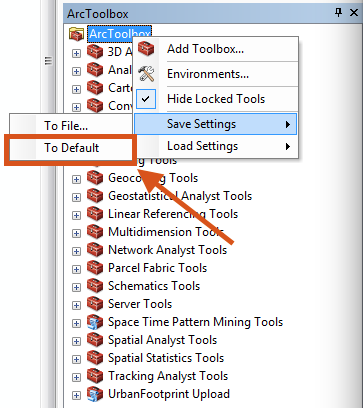 ArcToolbox
ArcToolbox
3D A
Add Toolbox...
Anal
Environments...
Carto
Hide Locked Tools
Conv
To File...
Save Settings
To Default
Load Settings
Tools
Geocoding Tools
Geostatistical Analyst Tools
Linear Referencing Tools
Multidimension Tools
Network Analyst Tools
Parcel Fabric Tools
Schematics Tools
Server Tools
Space Time Pattern Mining Tools
Spatial Analyst Tools
Spatial Statistics Tools
Tracking Analyst Tools
UrbanFootprint Upload